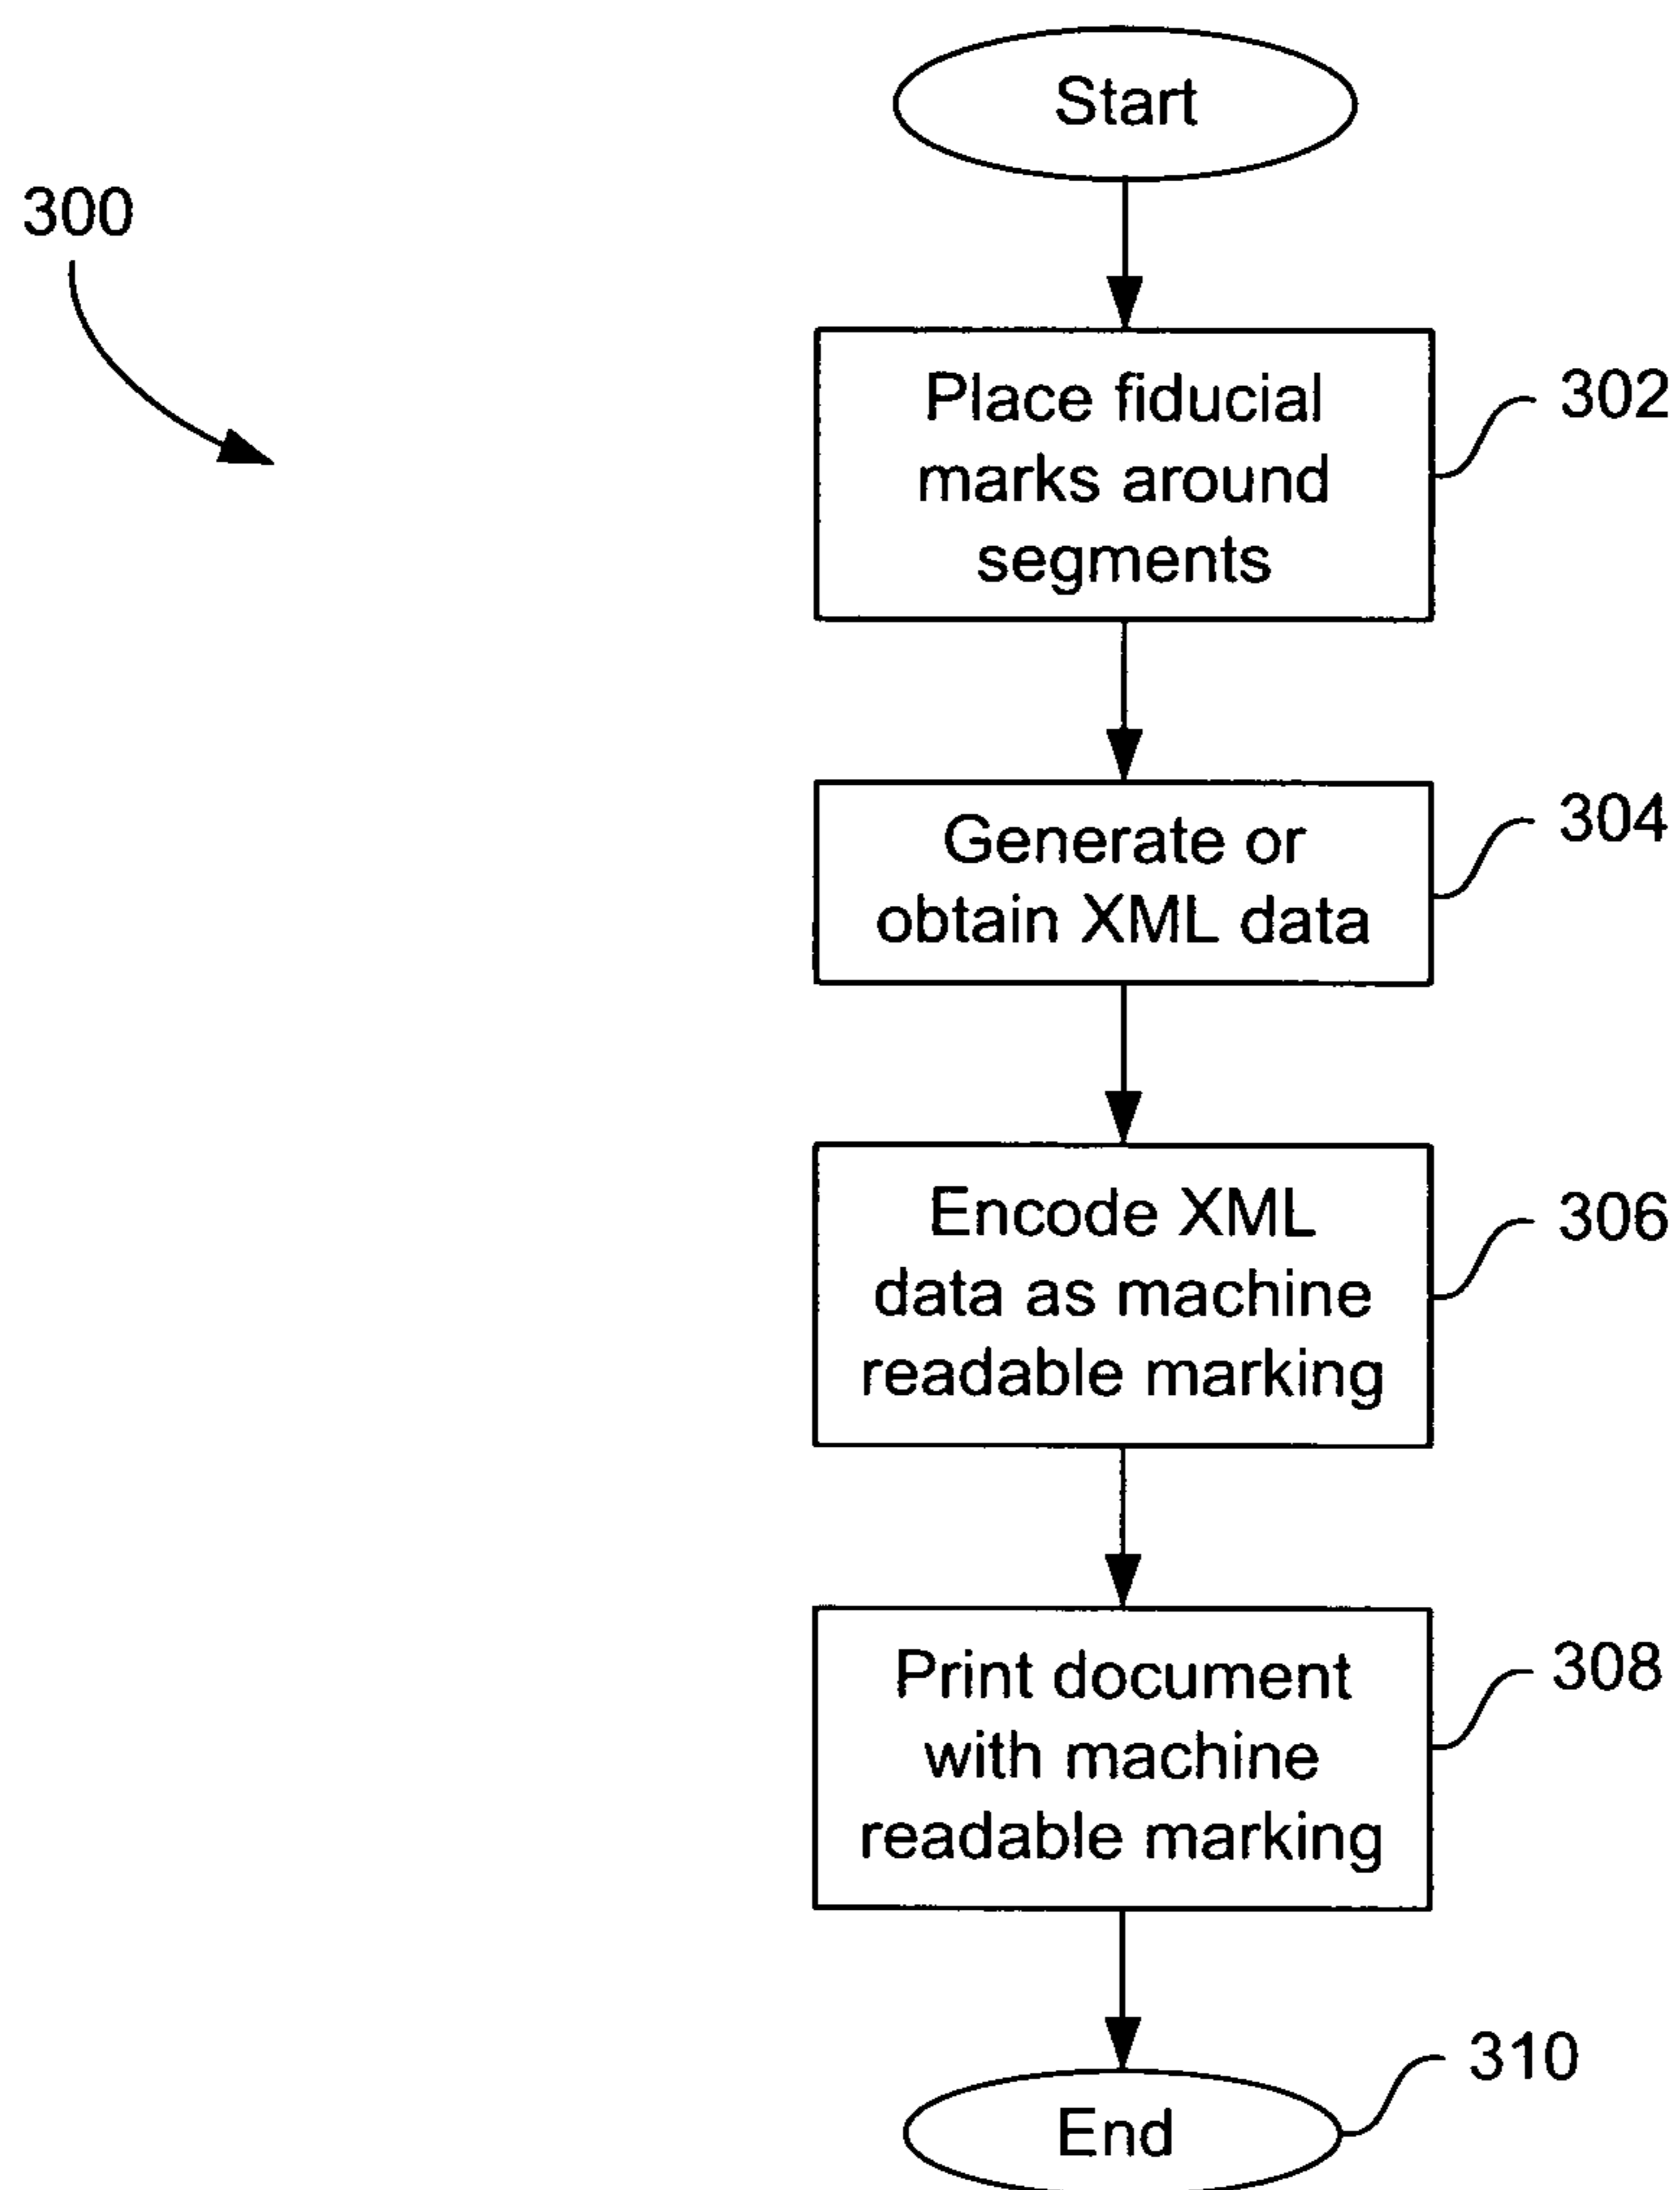 Start
300
Place fiducial
marks around
segments
302
Generate or
obtain XML data
304
Encode XML
data as machine
readable marking
306
Print document
with machine
readable marking
308
End
310